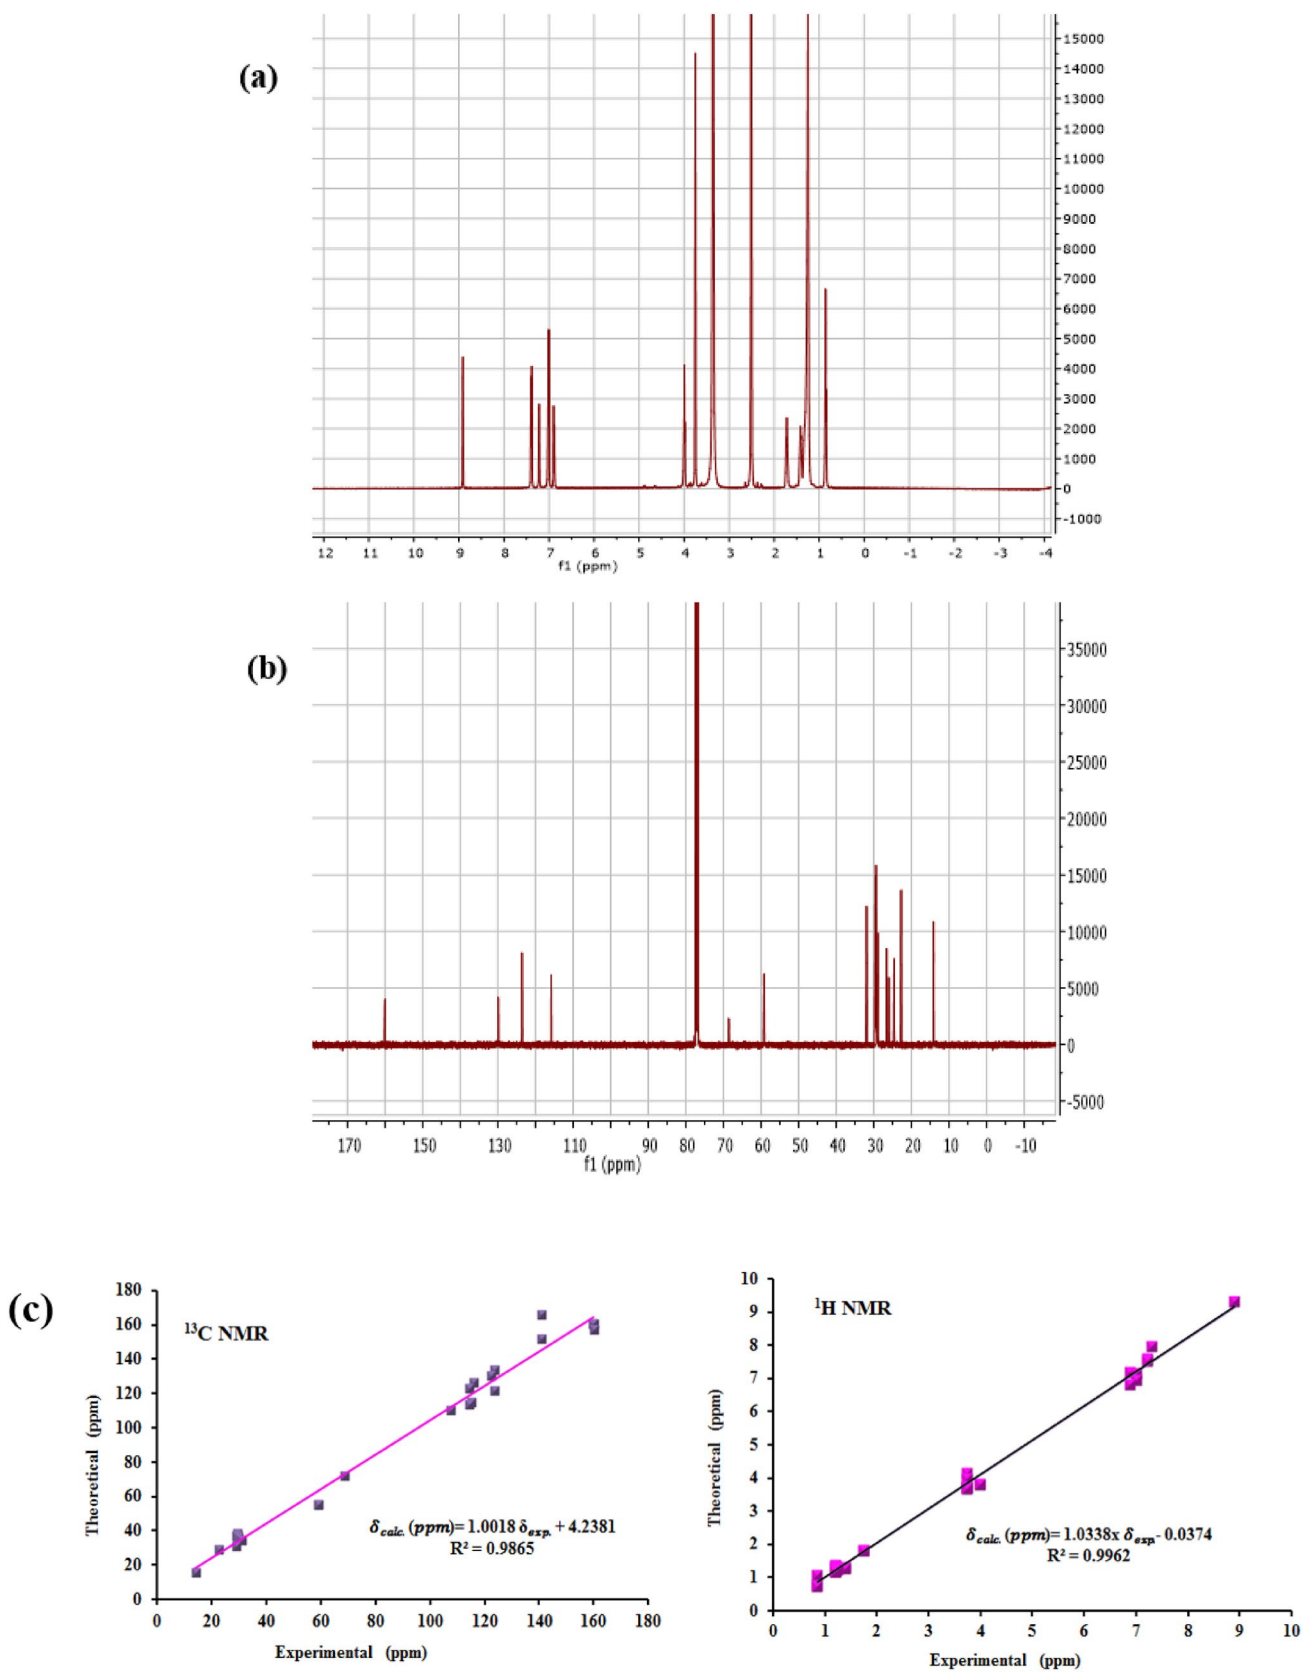 (a)
15000
14000
13000
12000
11000
10000
9000
8000
7000
6000
5000
4000
3000
2000
1000
0
-1000
12 11 10 9 8 7 6 5 4 3 2 1 0 -1 -2 -3 -4
f1 (ppm)
(b)
35000
30000
25000
20000
15000
10000
5000
0
-5000
170 150 130 110 90 80 70 60 50 40 30 20 10 0 -10
f1 (ppm)
(c)
180
160
140
120
100
80
60
40
20
0
Theoretical (ppm)
¹³C NMR
δcalc. (ppm)= 1.0018 δexp. + 4.2381
R² = 0.9865
0 20 40 60 80 100 120 140 160 180
Experimental (ppm)
10
9
8
7
6
5
4
3
2
1
0
Theoretical (ppm)
¹H NMR
δcalc. (ppm)= 1.0338x δexp.- 0.0374
R² = 0.9962
0 1 2 3 4 5 6 7 8 9 10
Experimental (ppm)